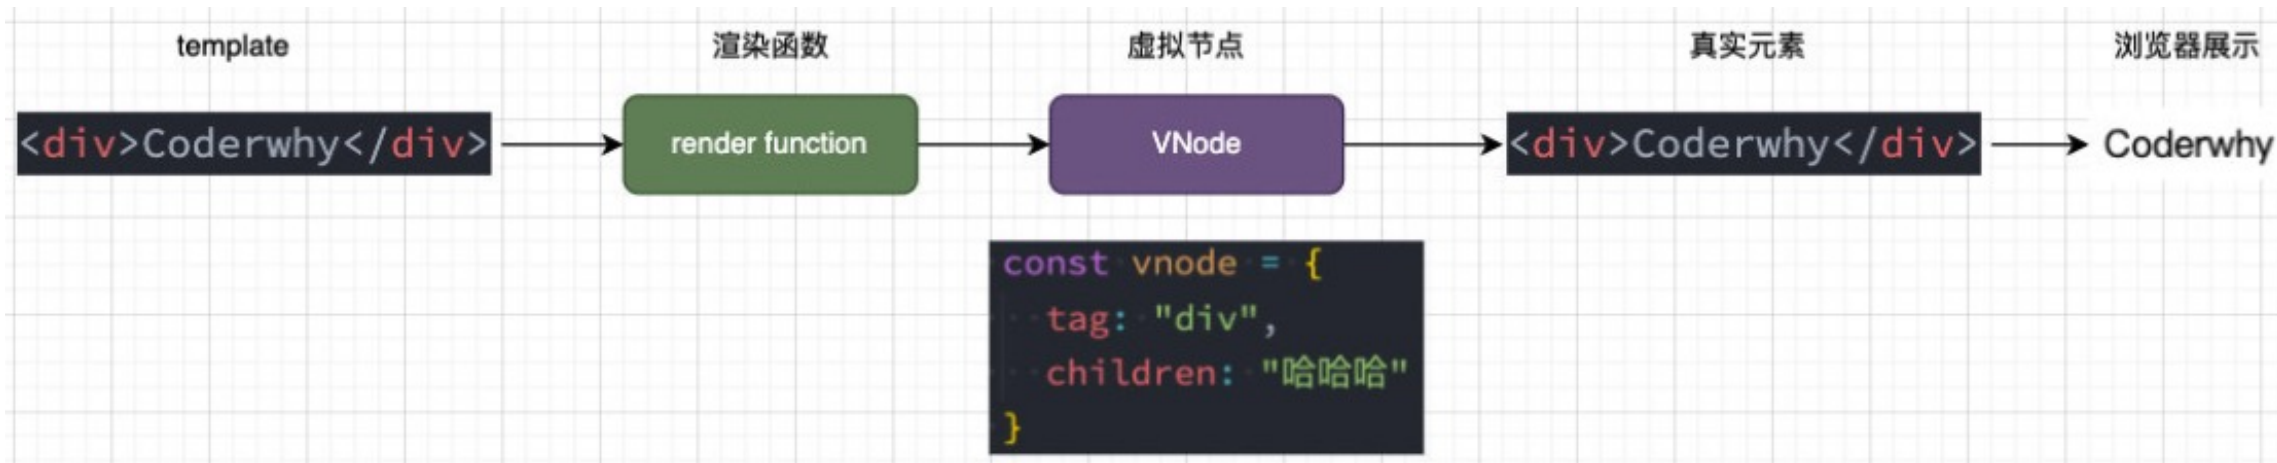 template
渲染函数
虚拟节点
真实元素
浏览器展示
<div>Coderwhy</div>
render function
VNode
<div>Coderwhy</div>
Coderwhy
const vnode = {
tag: "div",
children: "哈哈哈"
}